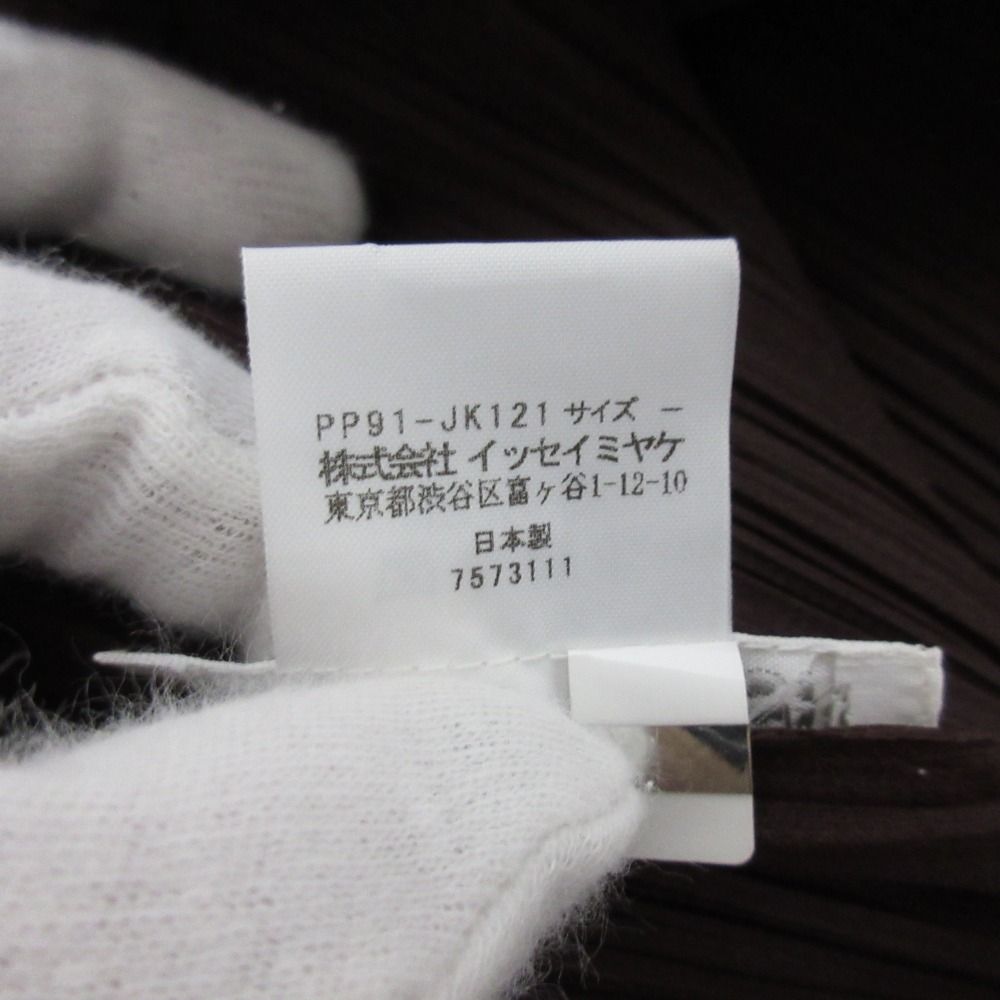 PP91-JK121 サイズ －
株式会社 イッセイミヤケ
東京都渋谷区富ヶ谷1-12-10
日本製
7573111